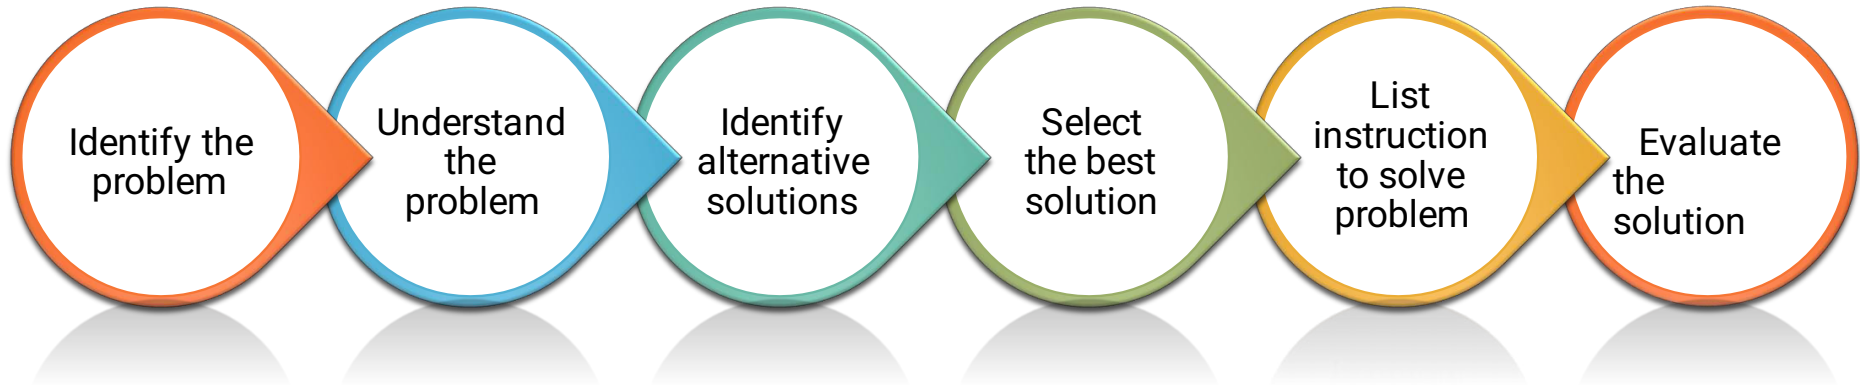 Identify the
problem
Understand
the
problem
Identify
alternative
solutions
Select
the best
solution
List
instruction
to solve
problem
Evaluate
the
solution